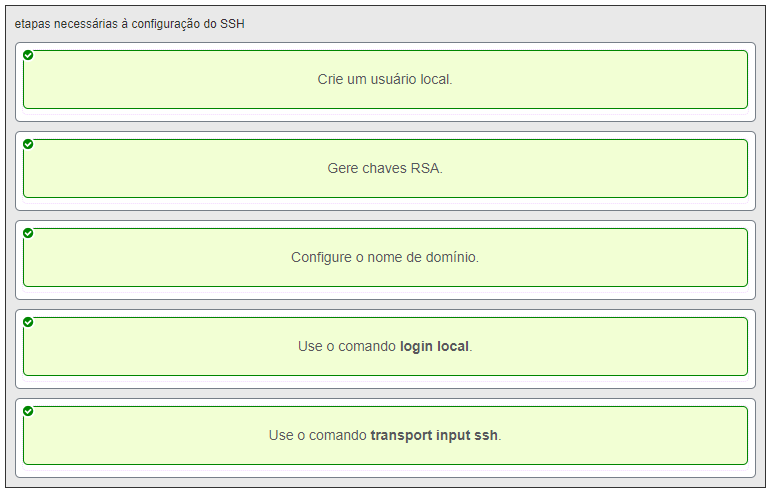 etapas necessárias à configuração do SSH
Crie um usuário local.
Gere chaves RSA.
Configure o nome de domínio.
Use o comando login local.
Use o comando transport input ssh.